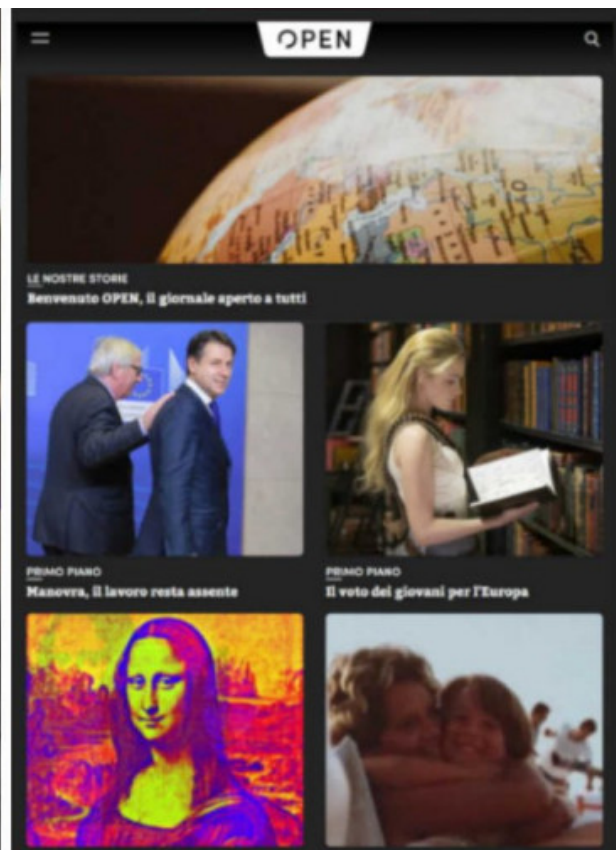 OPEN
LE NOSTRE STORIE
Benvenuto OPEN, il giornale aperto a tutti
PRIMO PIANO
Manovra, il lavoro resta assente
PRIMO PIANO
Il voto dei giovani per l'Europa